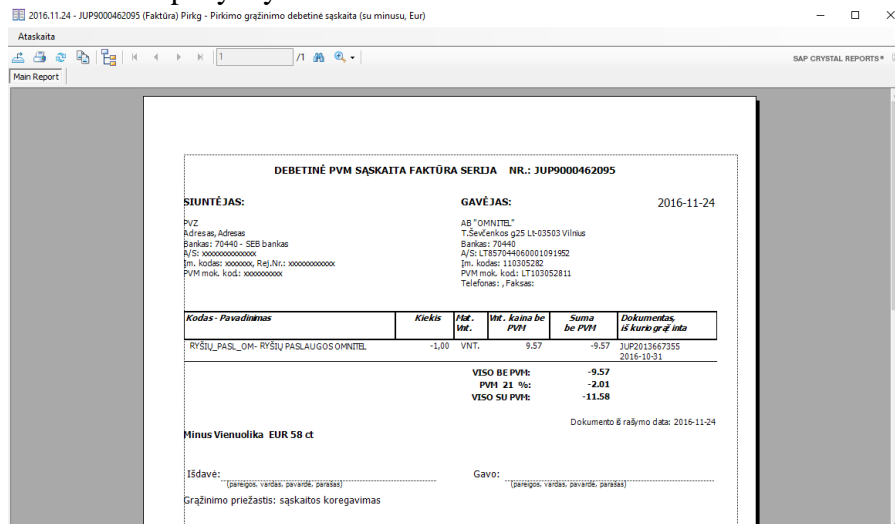 2016.11.24 - JUP9000462095 (Faktūra) Pirkg - Pirkimo grąžinimo debetinė sąskaita (su minusu, Eur)
Ataskaita
1 /1 SAP CRYSTAL REPORTS®
Main Report
DEBETINĖ PVM SĄSKAITA FAKTŪRA SERIJA NR.: JUP9000462095
SIUNTĖJAS: GAVĖJAS: 2016-11-24
PVZ AB "OMNITEL"
Adresas, Adresas T.Ševčenkos g25 Lt-03503 Vilnius
Bankas: 70440 - SEB bankas Bankas: 70440
A/S: xxxxxxxxxxxxxx A/S: LT857044060001091952
Įm. kodas: xxxxxxx, Rej.Nr.: xxxxxxxxxxxx Įm. kodas: 110305282
PVM mok. kod.: xxxxxxxxxx PVM mok. kod.: LT103052811
Telefonas: , Faksas:
Kodas - Pavadinimas Kiekis Mat. Vnt. kaina be Suma Dokumentas,
Vnt. PVM be PVM iš kurio grąžinta
RYŠIŲ_PASL_OM- RYŠIŲ PASLAUGOS OMNITEL -1,00 VNT. 9.57 -9.57 JUP2013667355
2016-10-31
VISO BE PVM: -9.57
PVM 21 %: -2.01
VISO SU PVM: -11.58
Dokumento išrašymo data: 2016-11-24
Minus Vienuolika EUR 58 ct
Išdavė: Gavo:
(pareigos, vardas, pavardė, parašas) (pareigos, vardas, pavardė, parašas)
Grąžinimo priežastis: sąskaitos koregavimas